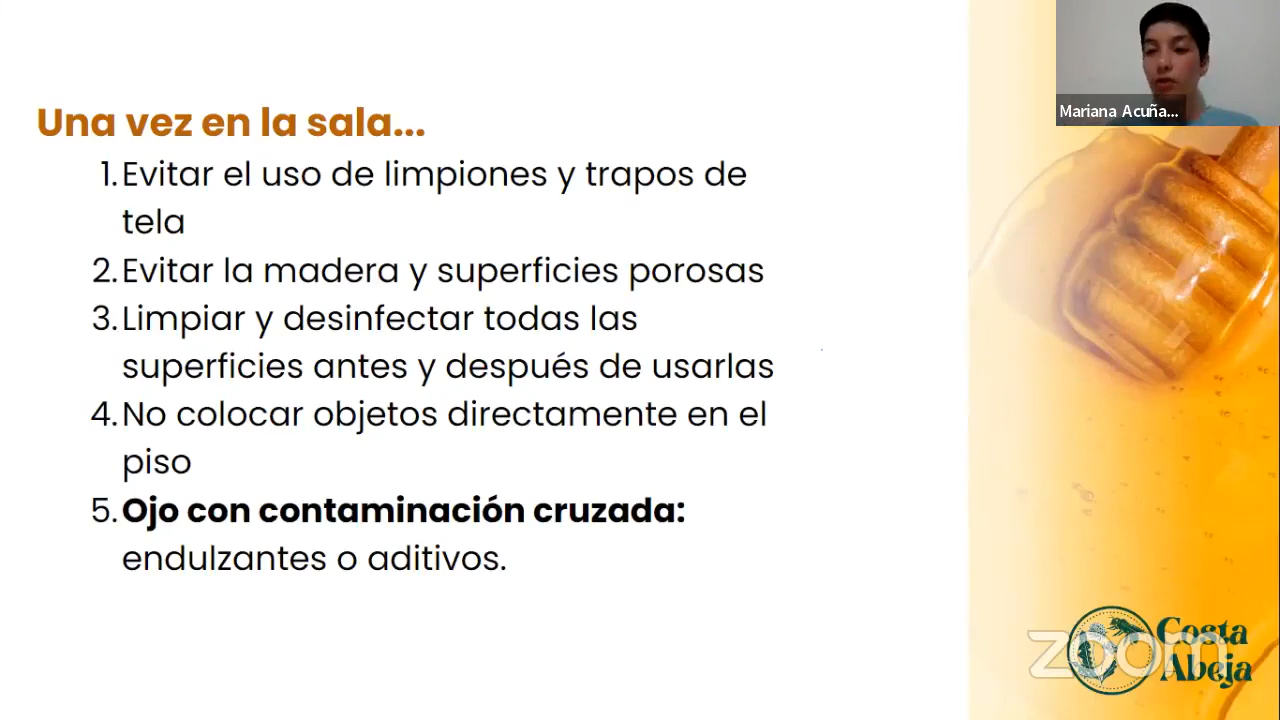 Mariana Acuña...
Una vez en la sala...
1. Evitar el uso de limpiones y trapos de
tela
2. Evitar la madera y superficies porosas
3. Limpiar y desinfectar todas las
superficies antes y después de usarlas
4. No colocar objetos directamente en el
piso
5. Ojo con contaminación cruzada:
endulzantes o aditivos.
Costa
Abeja
zoom